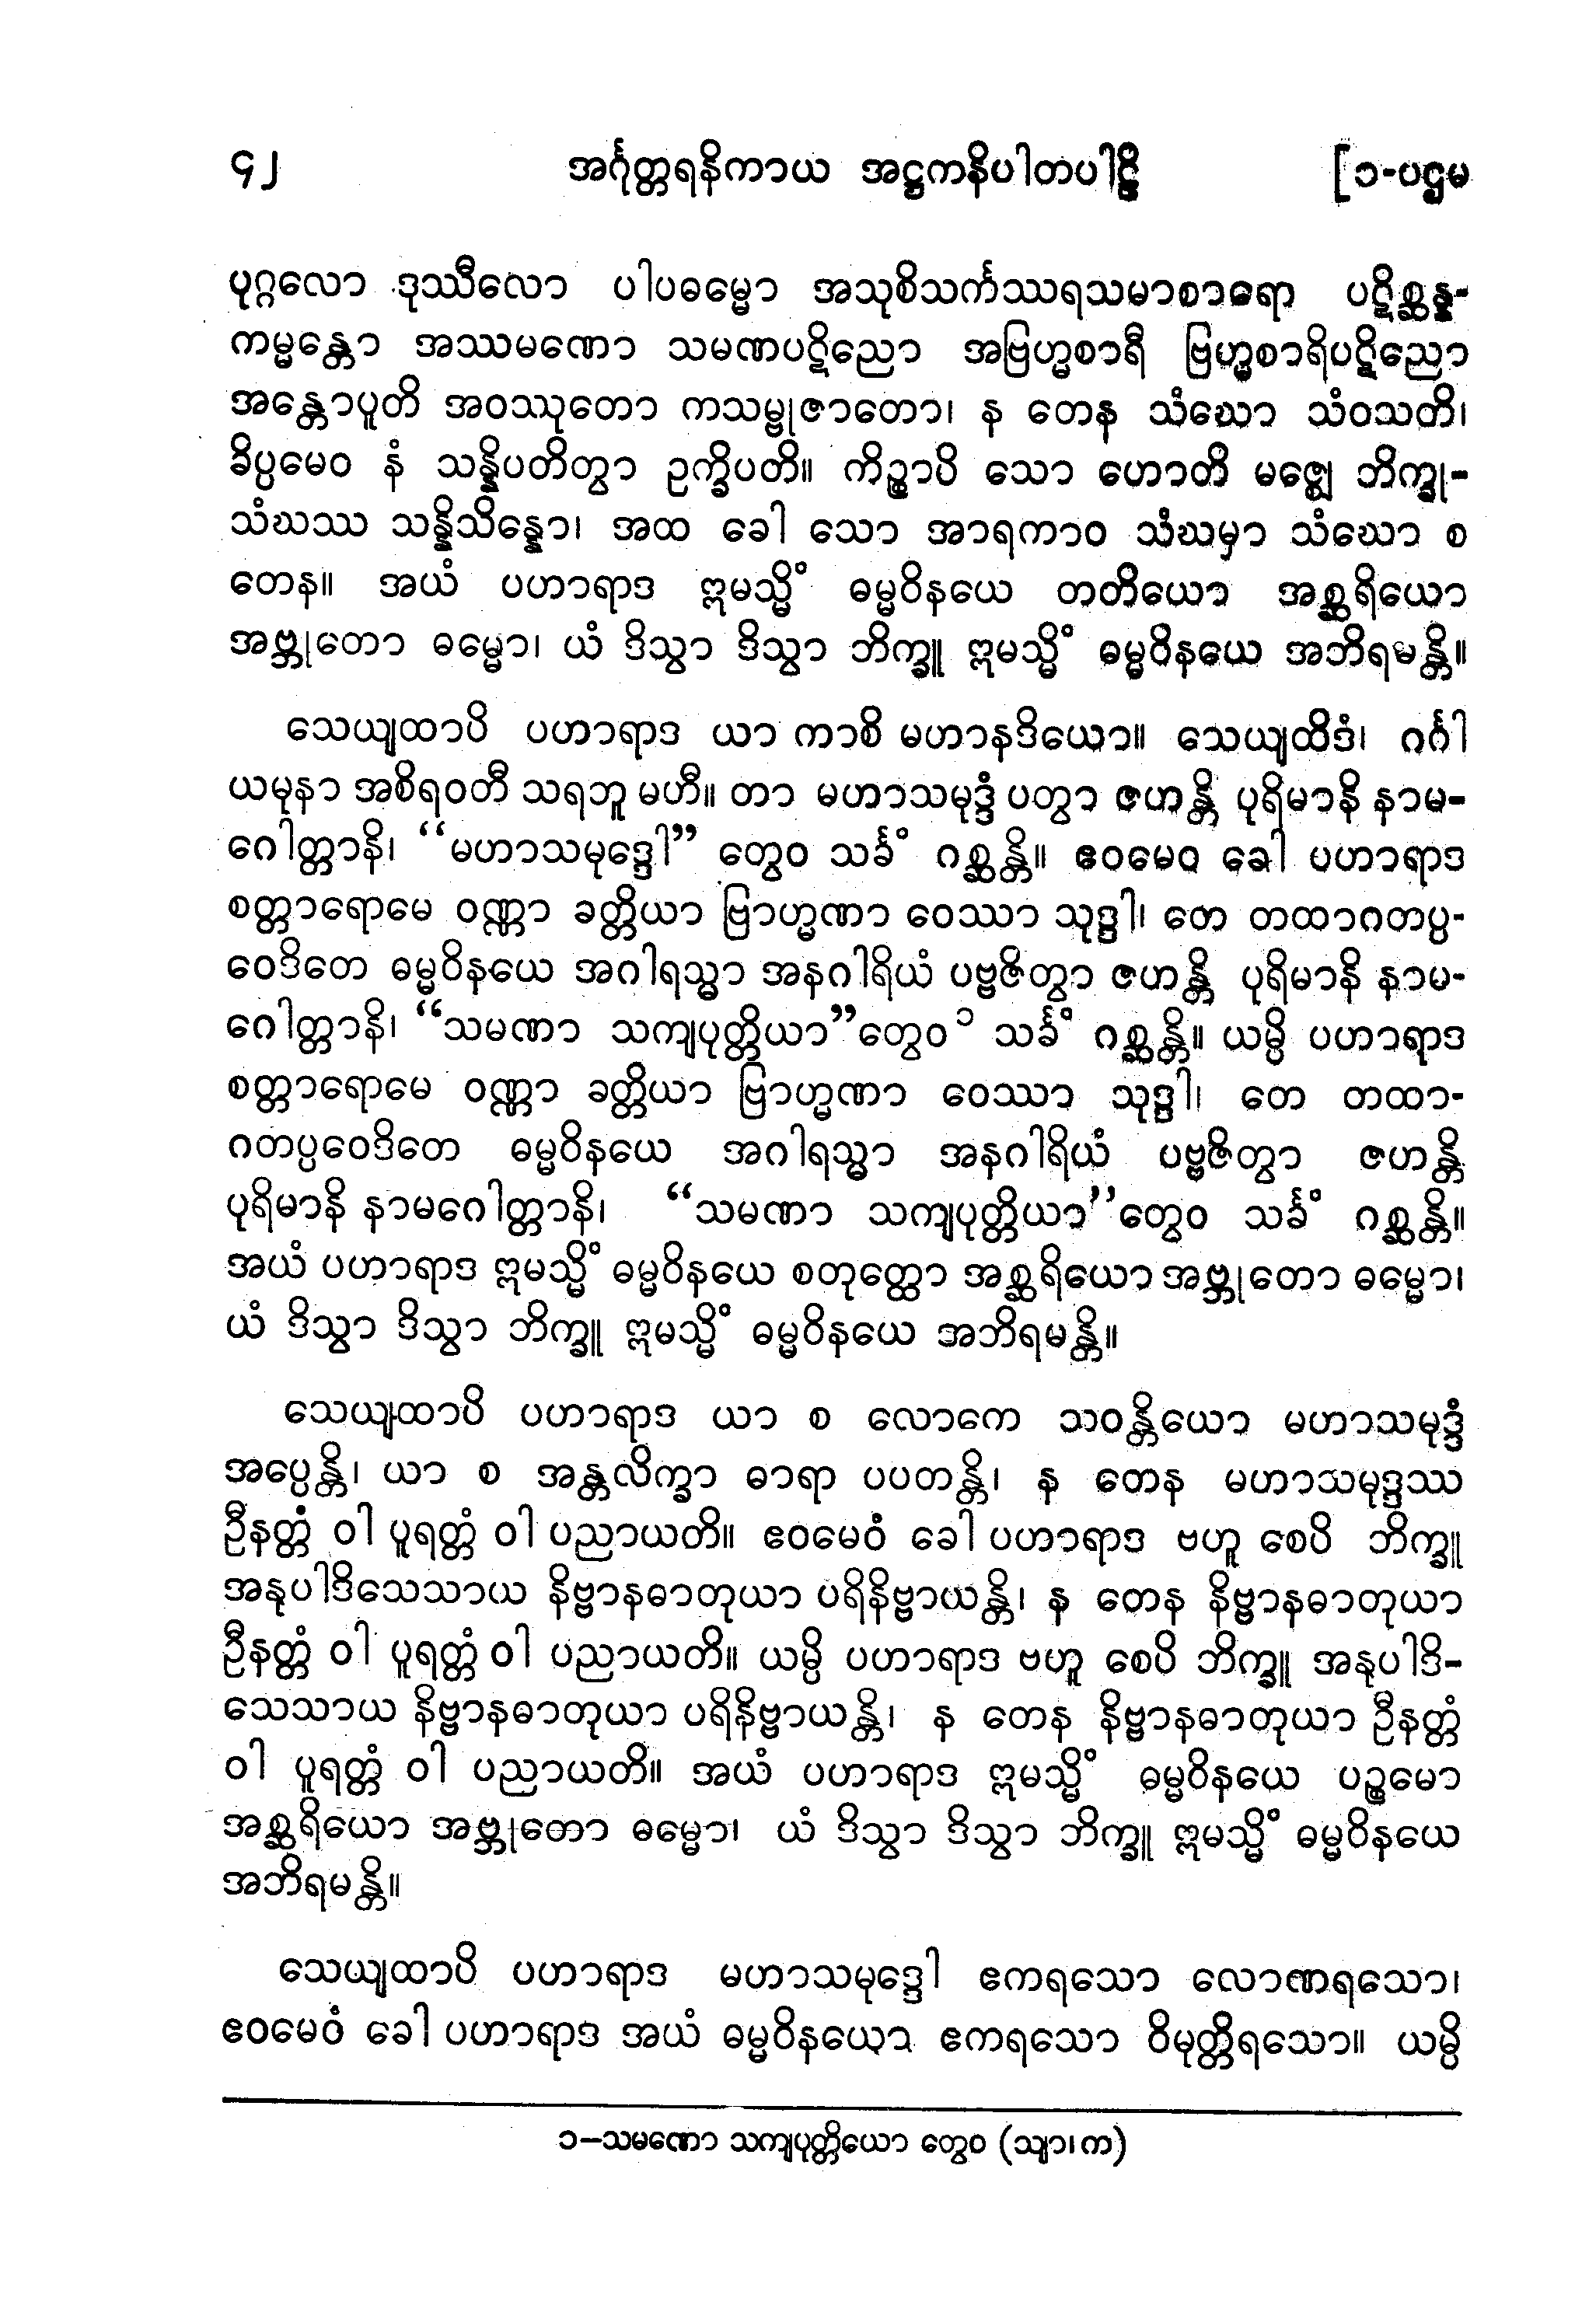 ၄၂ အင်္ဂုတ္တရနိကာယ အဋ္ဌကနိပါတပါဠိ [၁-ပဌမ
ပုဂ္ဂလော ဒုဿီလော ပါပဓမ္မော အသုစိသင်္ကဿရသမာစာရော ပဋိစ္ဆန္န-
ကမ္မန္တော အဿမဏော သမဏပဋိညော အဗြဟ္မစာရီ ဗြဟ္မစာရိပဋိညော
အန္တောပူတိ အဝဿုတော ကသမ္ဗုဇာတော၊ န တေန သံဃော သံဝသတိ၊
ခိပ္ပမေဝ နံ သန္နိပတိတွာ ဥက္ခိပတိ။ ကိဉ္စာပိ သော ဟောတိ မဇ္ဈေ ဘိက္ခု-
သံဃဿ သန္နိသိန္နော၊ အထ ခေါ သော အာရကာဝ သံဃမှာ သံဃော စ
တေန။ အယံ ပဟာရာဒ ဣမသ္မိံ ဓမ္မဝိနယေ တတိယော အစ္ဆရိယော
အဗ္ဘုတော ဓမ္မော၊ ယံ ဒိသွာ ဒိသွာ ဘိက္ခူ ဣမသ္မိံ ဓမ္မဝိနယေ အဘိရမန္တိ။
သေယျထာပိ ပဟာရာဒ ယာ ကာစိ မဟာနဒိယော။ သေယျထိဒံ၊ ဂင်္ဂါ
ယမုနာ အစိရဝတီ သရဘူ မဟီ။ တာ မဟာသမုဒ္ဒံ ပတွာ ဇဟန္တိ ပုရိမာနိ နာမ-
ဂေါတ္တာနိ၊ “မဟာသမုဒ္ဒေါ” တွေဝ သင်္ခံ ဂစ္ဆန္တိ။ ဧဝမေဝ ခေါ ပဟာရာဒ
စတ္တာရောမေ ဝဏ္ဏာ ခတ္တိယာ ဗြာဟ္မဏာ ဝေဿာ သုဒ္ဒါ၊ တေ တထာဂတပ္ပ-
ဝေဒိတေ ဓမ္မဝိနယေ အဂါရသ္မာ အနဂါရိယံ ပဗ္ဗဇိတွာ ဇဟန္တိ ပုရိမာနိ နာမ-
ဂေါတ္တာနိ၊ “သမဏာ သကျပုတ္တိယာ”တွေဝ ၁ သင်္ခံ ဂစ္ဆန္တိ။ ယမ္ပိ ပဟာရာဒ
စတ္တာရောမေ ဝဏ္ဏာ ခတ္တိယာ ဗြာဟ္မဏာ ဝေဿာ သုဒ္ဒါ၊ တေ တထာ-
ဂတပ္ပဝေဒိတေ ဓမ္မဝိနယေ အဂါရသ္မာ အနဂါရိယံ ပဗ္ဗဇိတွာ ဇဟန္တိ
ပုရိမာနိ နာမဂေါတ္တာနိ၊ “သမဏာ သကျပုတ္တိယာ”တွေဝ သင်္ခံ ဂစ္ဆန္တိ။
အယံ ပဟာရာဒ ဣမသ္မိံ ဓမ္မဝိနယေ စတုတ္ထော အစ္ဆရိယော အဗ္ဘုတော ဓမ္မော၊
ယံ ဒိသွာ ဒိသွာ ဘိက္ခူ ဣမသ္မိံ ဓမ္မဝိနယေ အဘိရမန္တိ။
သေယျထာပိ ပဟာရာဒ ယာ စ လောကေ သဝန္တိယော မဟာသမုဒ္ဒံ
အပ္ပေန္တိ၊ ယာ စ အန္တလိက္ခာ ဓာရာ ပပတန္တိ၊ န တေန မဟာသမုဒ္ဒဿ
ဦနတ္တံ ဝါ ပူရတ္တံ ဝါ ပညာယတိ။ ဧဝမေဝံ ခေါ ပဟာရာဒ ဗဟူ စေပိ ဘိက္ခူ
အနုပါဒိသေသာယ နိဗ္ဗာနဓာတုယာ ပရိနိဗ္ဗာယန္တိ၊ န တေန နိဗ္ဗာနဓာတုယာ
ဦနတ္တံ ဝါ ပူရတ္တံ ဝါ ပညာယတိ။ ယမ္ပိ ပဟာရာဒ ဗဟူ စေပိ ဘိက္ခူ အနုပါဒိ-
သေသာယ နိဗ္ဗာနဓာတုယာ ပရိနိဗ္ဗာယန္တိ၊ န တေန နိဗ္ဗာနဓာတုယာ ဦနတ္တံ
ဝါ ပူရတ္တံ ဝါ ပညာယတိ။ အယံ ပဟာရာဒ ဣမသ္မိံ ဓမ္မဝိနယေ ပဉ္စမော
အစ္ဆရိယော အဗ္ဘုတော ဓမ္မော၊ ယံ ဒိသွာ ဒိသွာ ဘိက္ခူ ဣမသ္မိံ ဓမ္မဝိနယေ
အဘိရမန္တိ။
သေယျထာပိ ပဟာရာဒ မဟာသမုဒ္ဒေါ ဧကရသော လောဏရသော၊
ဧဝမေဝံ ခေါ ပဟာရာဒ အယံ ဓမ္မဝိနယော ဧကရသော ဝိမုတ္တိရသော။ ယမ္ပိ
၁-သမဏော သကျပုတ္တိယော တွေဝ (သျာ၊က)